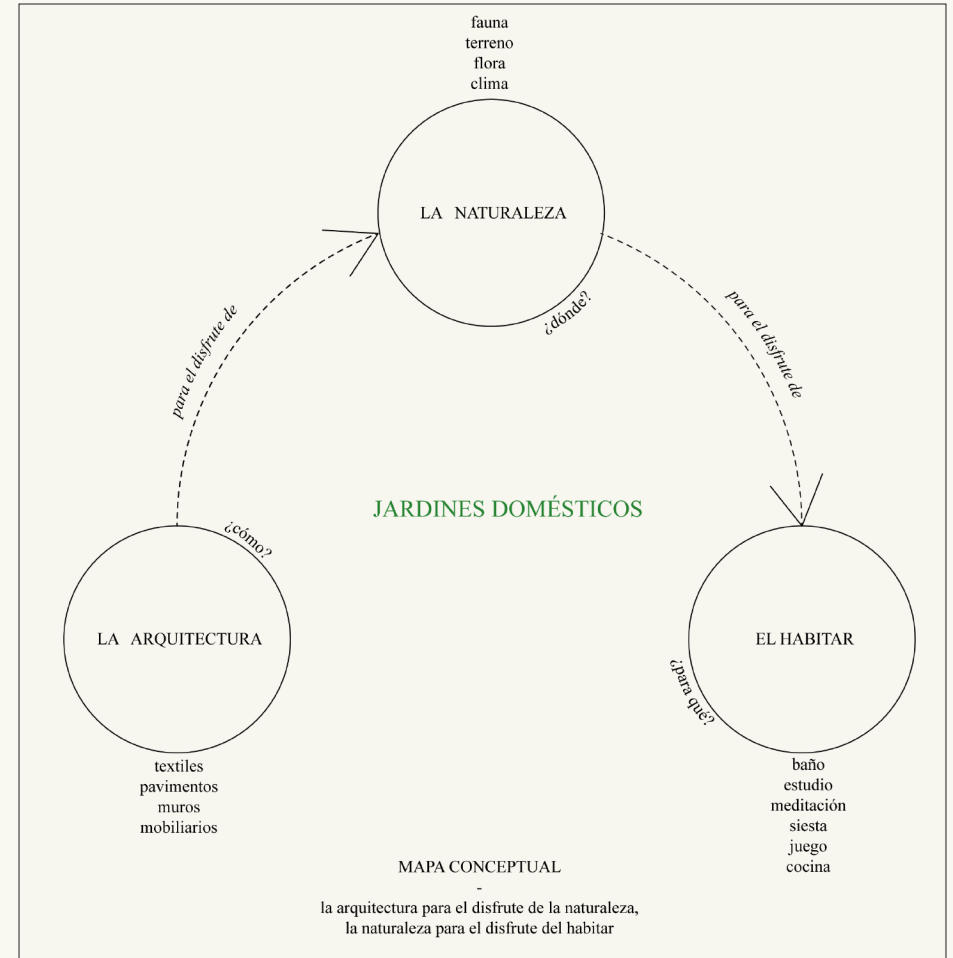 fauna
terreno
flora
clima
LA NATURALEZA
¿dónde?
para el disfrute de
para el disfrute de
JARDINES DOMÉSTICOS
¿cómo?
LA ARQUITECTURA
textiles
pavimentos
muros
mobiliarios
EL HABITAR
¿para qué?
baño
estudio
meditación
siesta
juego
cocina
MAPA CONCEPTUAL
-
la arquitectura para el disfrute de la naturaleza,
la naturaleza para el disfrute del habitar